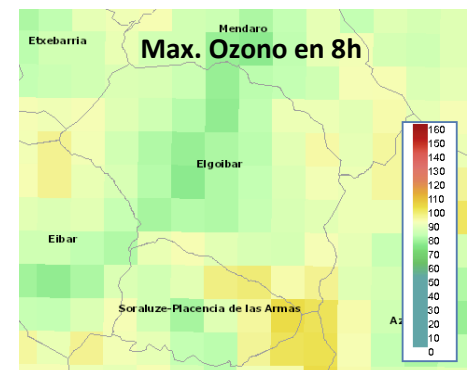 Mendaro
Etxebarria
Max. Ozono en 8h
Elgoibar
Eibar
Soraluze-Placencia de las Armas
Az
160
150
140
130
120
110
100
90
80
70
60
50
40
30
20
10
0